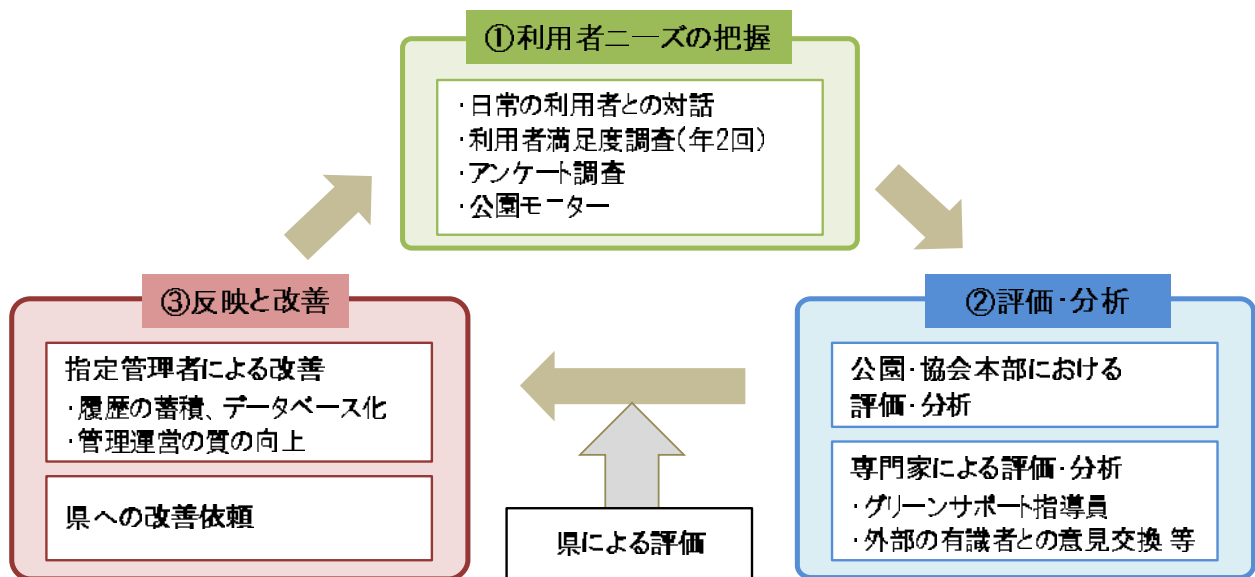 ①利用者ニーズの把握
・日常の利用者との対話
・利用者満足度調査(年2回)
・アンケート調査
・公園モーター
②評価・分析
公園・協会本部における
評価・分析
専門家による評価・分析
・グリーンサポート指導員
・外部の有識者との意見交換 等
県による評価
③反映と改善
指定管理者による改善
・履歴の蓄積、データベース化
・管理運営の質の向上
県への改善依頼